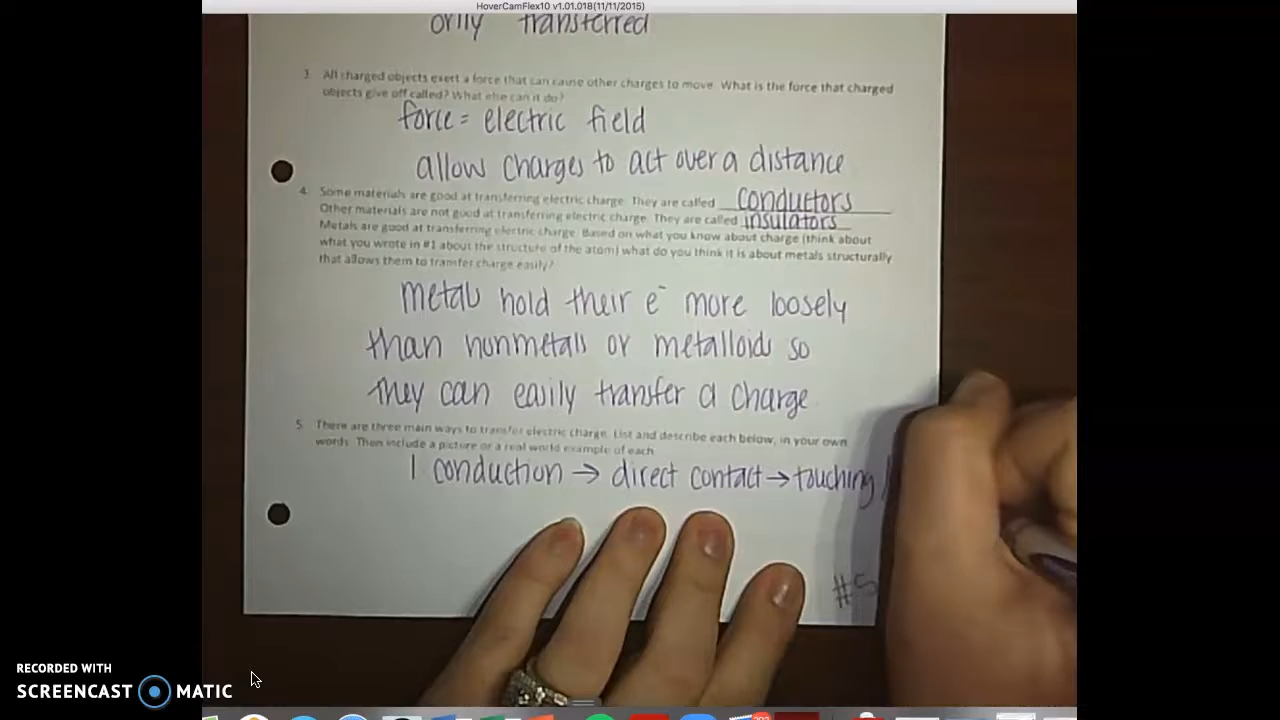 HoverCamFlex10 v1.01.018(11/11/2015)
only transferred
3. All charged objects exert a force that can cause other charges to move. What is the force that charged
objects give off called? What else can it do?
force = electric field
allow charges to act over a distance
4. Some materials are good at transferring electric charge. They are called conductors
Other materials are not good at transferring electric charge. They are called insulators
Metals are good at transferring electric charge. Based on what you know about charge (think about
what you wrote in #1 about the structure of the atom) what do you think it is about metals structurally
that allows them to transfer charge easily?
metals hold their e⁻ more loosely
than nonmetals or metalloids so
they can easily transfer a charge
5. There are three main ways to transfer electric charge. List and describe each below, in your own
words. Then include a picture or a real world example of each
1 conduction → direct contact → touching
#5
RECORDED WITH
SCREENCAST MATIC